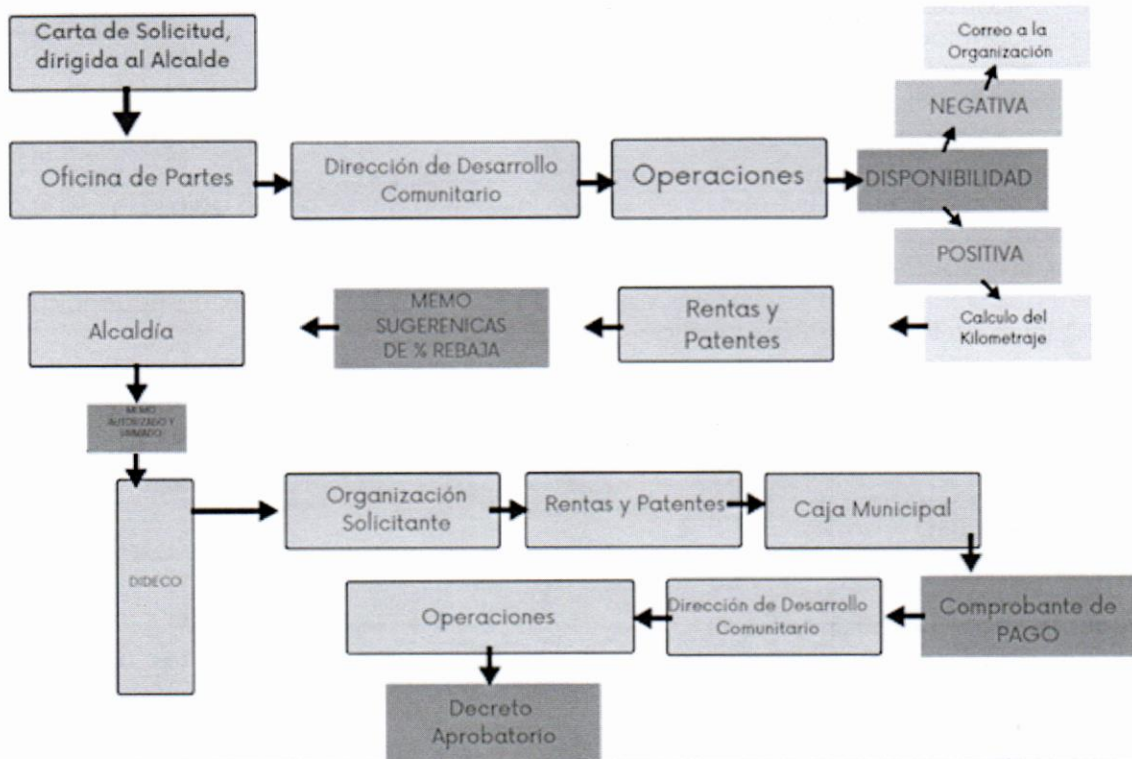 Carta de Solicitud,
dirigida al Alcalde
Oficina de Partes
Dirección de Desarrollo
Comunitario
Operaciones
DISPONIBILIDAD
NEGATIVA
Correo a la
Organización
POSITIVA
Calculo del
Kilometraje
Rentas y
Patentes
MEMO
SUGERENICAS
DE % REBAJA
Alcaldía
MEMO
AUTORIZADO Y
FIRMADO
DIDECO
Organización
Solicitante
Rentas y Patentes
Caja Municipal
Comprobante de
PAGO
Dirección de Desarrollo
Comunitario
Operaciones
Decreto
Aprobatorio